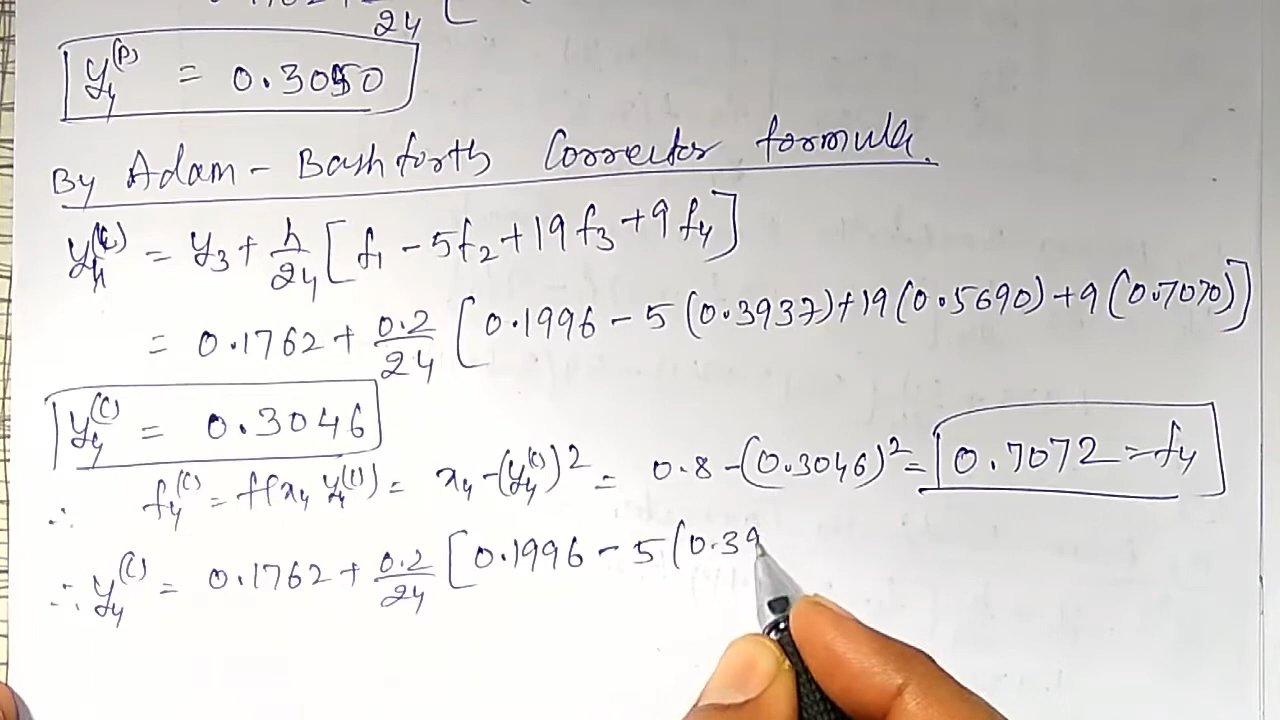 24 [
y₄⁽ᴾ⁾ = 0.3050
By Adam - Bashforth Corrector formula.
y₄⁽ᶜ⁾ = y₃ + h/24 [f₁ - 5f₂ + 19f₃ + 9f₄]
= 0.1762 + 0.2/24 [0.1996 - 5(0.3937) + 19(0.5690) + 9(0.7070)]
y₄⁽ᶜ⁾ = 0.3046
∴ f₄⁽ᶜ⁾ = f(x₄ y₄⁽ᶜ⁾) = x₄ - (y₄⁽ᶜ⁾)² = 0.8 - (0.3046)² = 0.7072 = f₄
∴ y₄⁽ᶜ⁾ = 0.1762 + 0.2/24 [0.1996 - 5(0.39